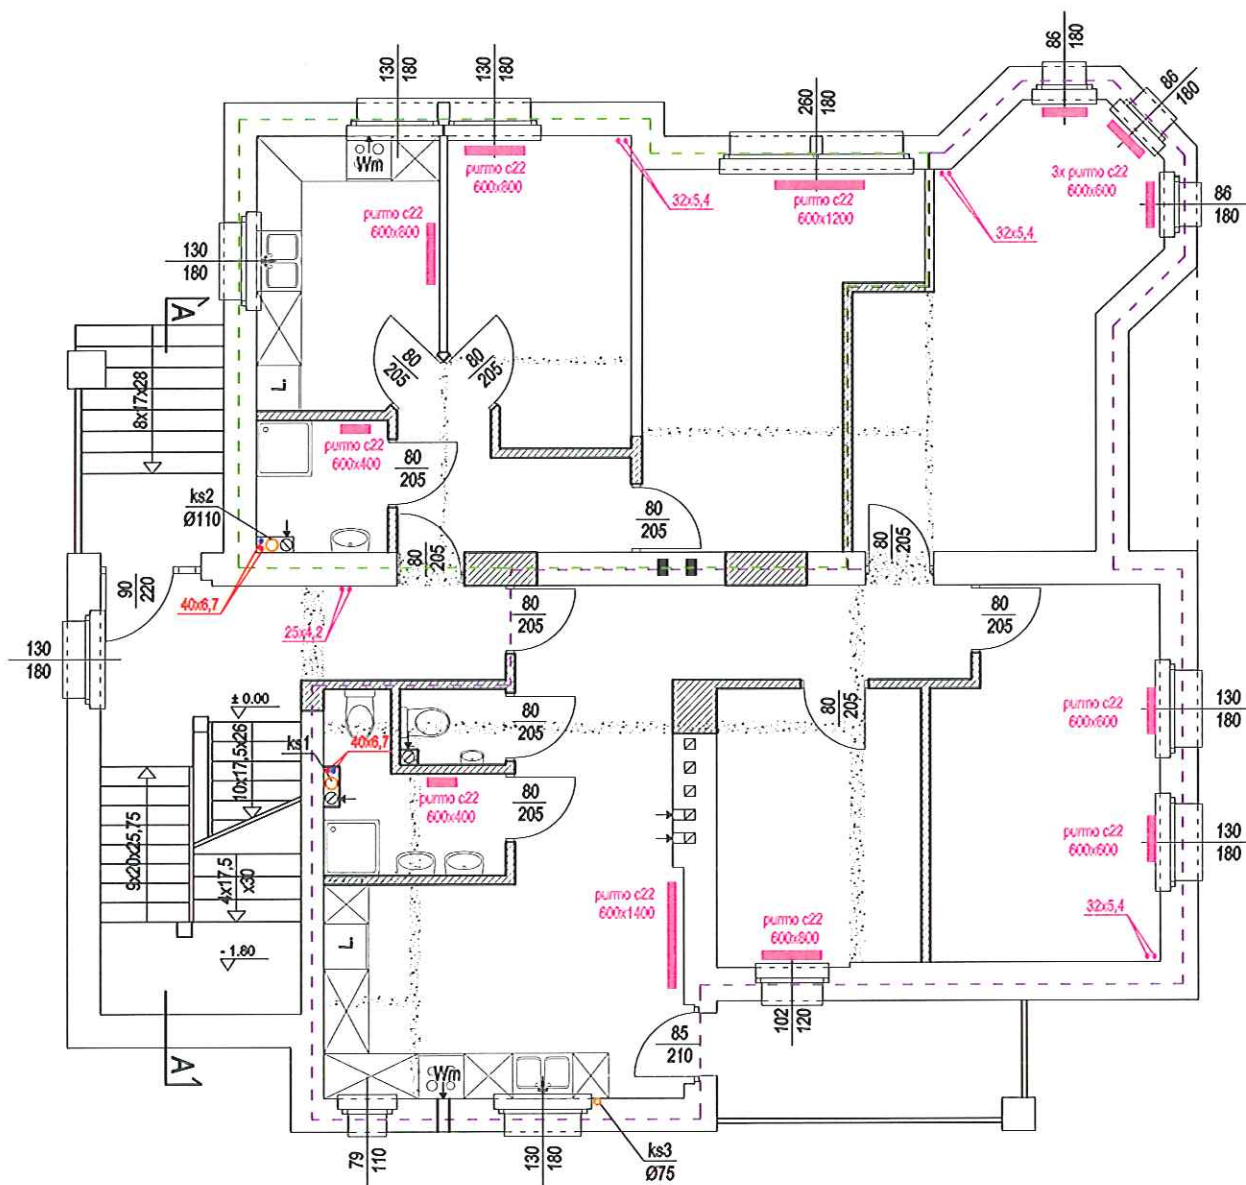 130
180
130
180
260
180
86
180
86
180
86
180
Wm
purmo c22
600x800
purmo c22
600x800
32x5,4
purmo c22
600x1200
3x purmo c22
600x600
32x5,4
130
180
A
8x17x28
L.
80
205
80
205
purmo c22
600x400
80
205
ks2
Ø110
80
205
80
205
80
205
90
220
40x6,7
25x4,2
80
205
80
205
130
180
± 0.00
10x17,5x26
ks1
40x6,7
80
205
80
205
purmo c22
600x600
130
180
9x20x25,75
4x17,5
x30
purmo c22
600x400
80
205
purmo c22
600x600
130
180
- 1.80
L.
purmo c22
600x1400
purmo c22
600x800
32x5,4
102
120
85
210
A
Wm
79
110
130
180
ks3
Ø75